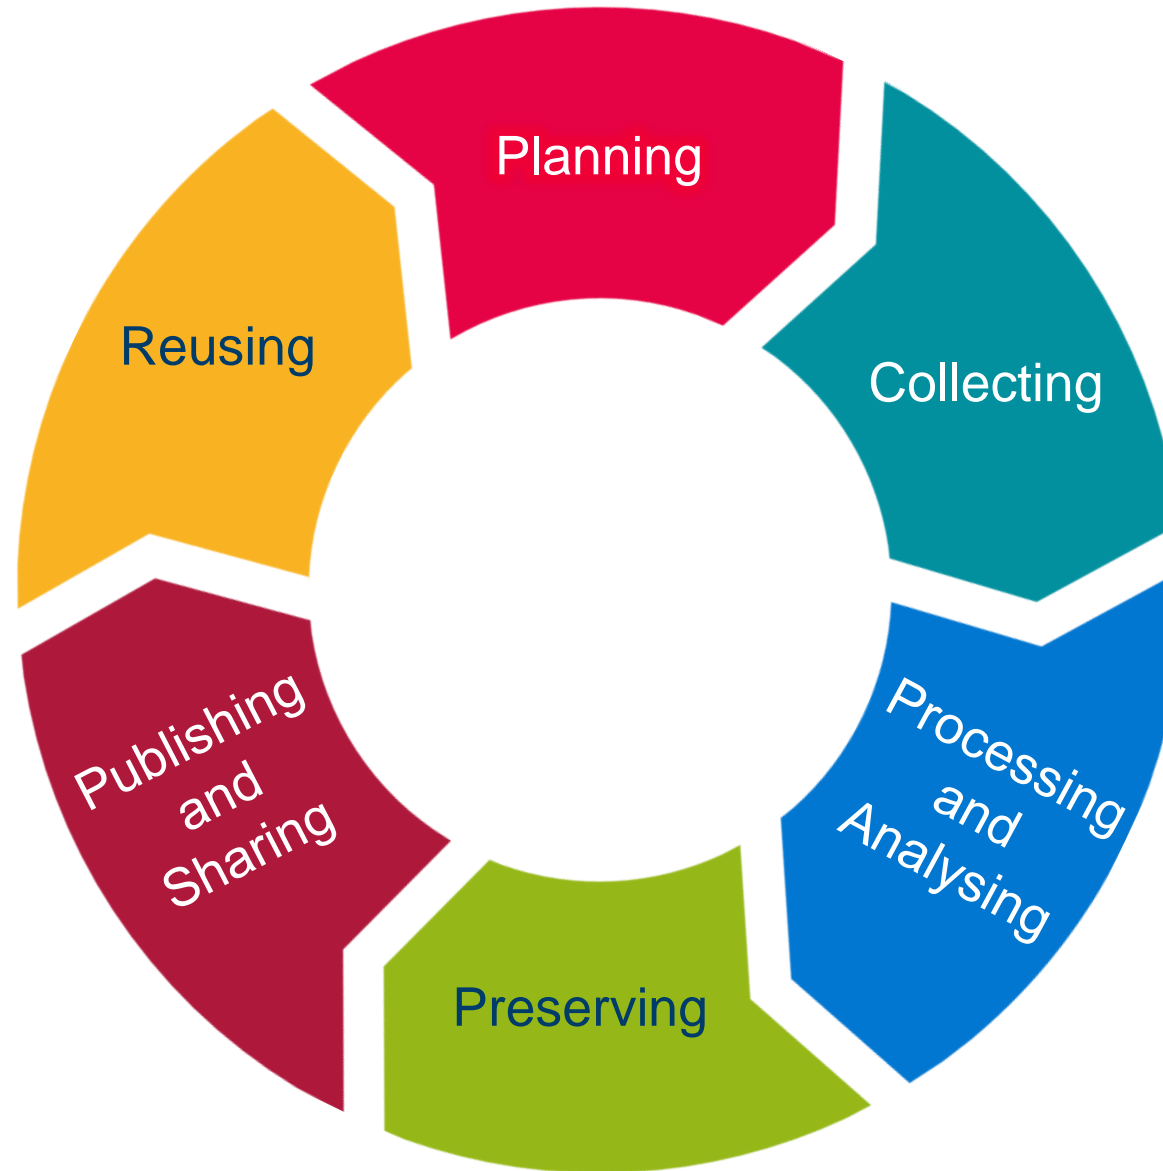 Planning
Collecting
Processing
and
Analysing
Preserving
Publishing
and
Sharing
Reusing